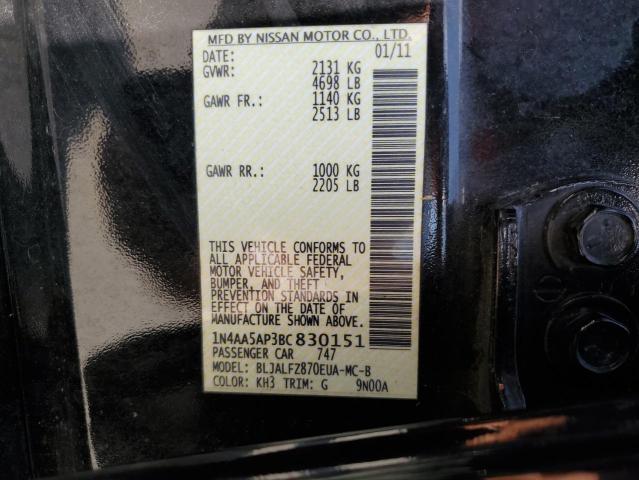 MFD BY NISSAN MOTOR CO., LTD.
DATE: 01/11
GVWR: 2131 KG
4698 LB
GAWR FR.: 1140 KG
2513 LB
GAWR RR.: 1000 KG
2205 LB
THIS VEHICLE CONFORMS TO
ALL APPLICABLE FEDERAL
MOTOR VEHICLE SAFETY,
BUMPER, AND THEFT
PREVENTION STANDARDS IN
EFFECT ON THE DATE OF
MANUFACTURE SHOWN ABOVE.
1N4AA5AP3BC830151
PASSENGER CAR 747
MODEL: BLJALFZ870EUA-MC-B
COLOR: KH3 TRIM: G 9N00A